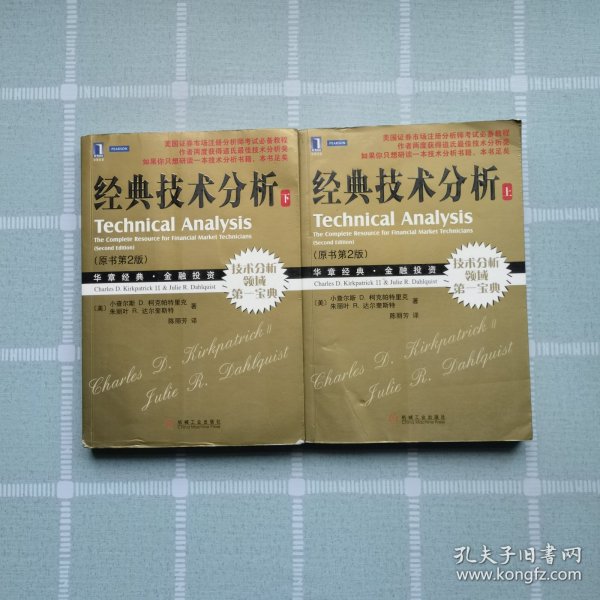 华章经管
PEARSON
美国证券市场注册分析师考试必备教程
作者两度获得道氏最佳技术分析奖
如果你只想研读一本技术分析书籍,本书足矣
经典技术分析 下
Technical Analysis
The Complete Resource for Financial Market Technicians
(Second Edition)
(原书第2版)
华章经典·金融投资
Charles D. Kirkpatrick II & Julie R. Dahlquist
技术分析
领域
第一宝典
[美] 小查尔斯 D. 柯克帕特里克
朱丽叶 R. 达尔奎斯特 著
陈丽芳 译
Charles D. Kirkpatrick II
Julie R. Dahlquist
机械工业出版社
China Machine Press
PEARSON
美国证券市场注册分析师考试必备教程
作者两度获得道氏最佳技术分析奖
如果你只想研读一本技术分析书籍,本书足矣
经典技术分析 上
Technical Analysis
The Complete Resource for Financial Market Technicians
(Second Edition)
(原书第2版)
华章经典·金融投资
Charles D. Kirkpatrick II & Julie R. Dahlquist
技术分析
领域
第一宝典
[美] 小查尔斯 D. 柯克帕特里克
朱丽叶 R. 达尔奎斯特 著
陈丽芳 译
Charles D. Kirkpatrick II
Julie R. Dahlquist
机械工业出版社
China Machine Press
孔夫子旧书网
www.kongfz.com